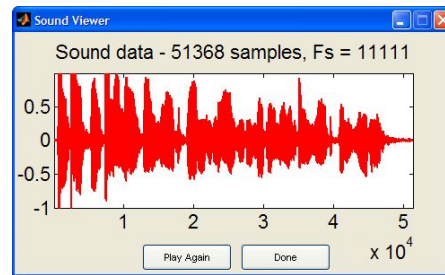 Sound Viewer
Sound data - 51368 samples, Fs = 11111
0.5
0
-0.5
-1
1 2 3 4 5
x 10^4
Play Again Done